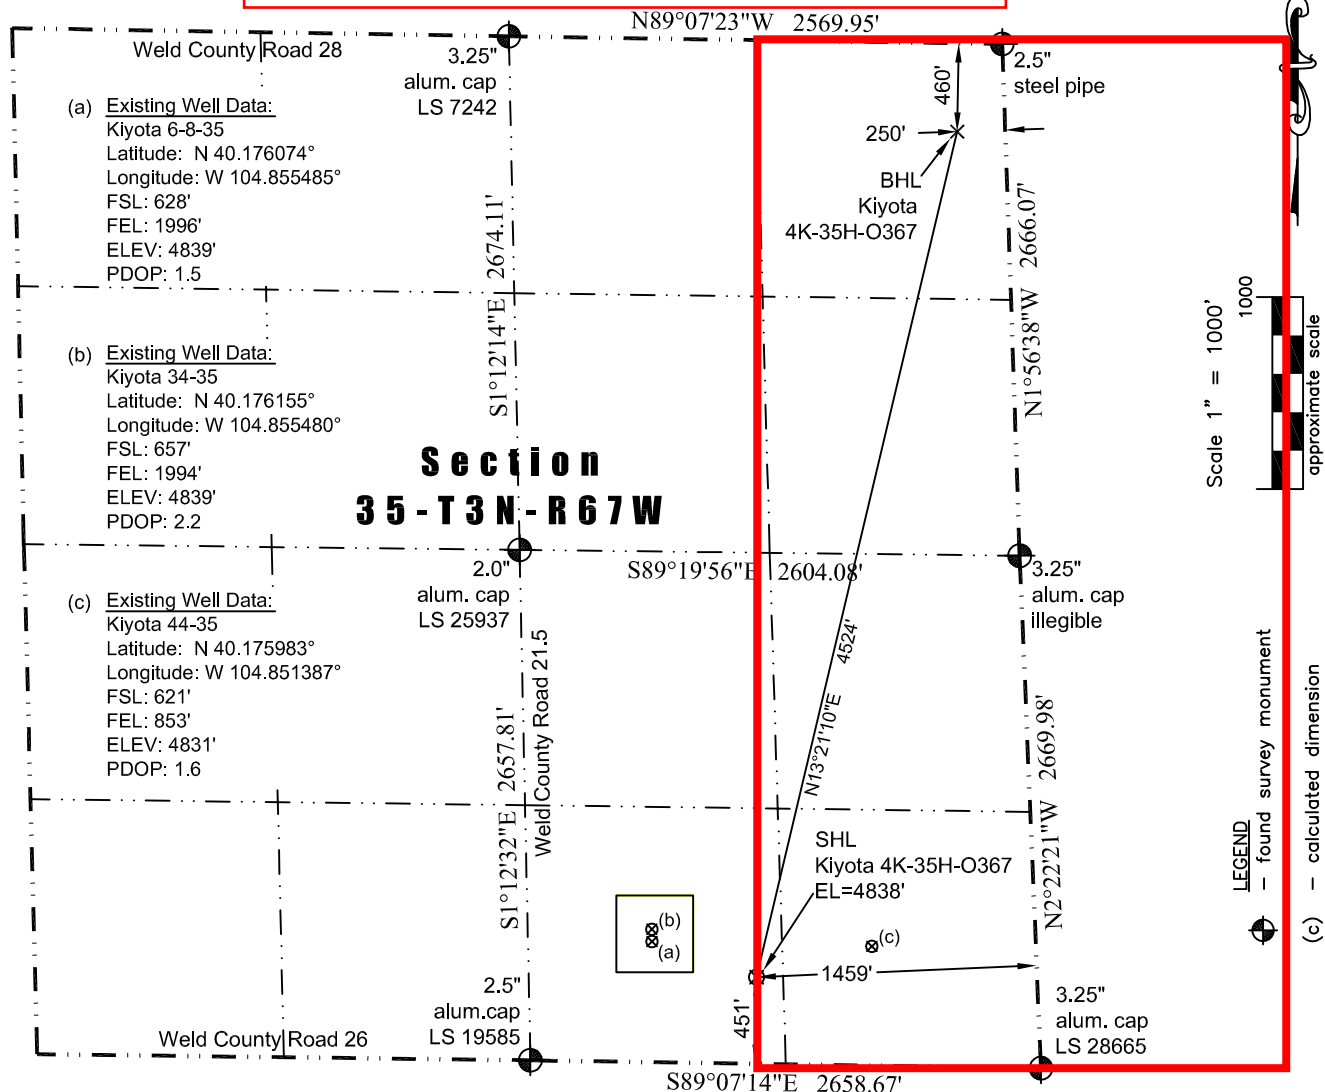 N89°07'23"W 2569.95'
Weld County Road 28
3.25"
alum. cap
LS 7242
2.5"
steel pipe
460'
250'
BHL
Kiyota
4K-35H-O367
(a) Existing Well Data:
Kiyota 6-8-35
Latitude: N 40.176074°
Longitude: W 104.855485°
FSL: 628'
FEL: 1996'
ELEV: 4839'
PDOP: 1.5
S1°12'14"E 2674.11'
N1°56'38"W 2666.07'
(b) Existing Well Data:
Kiyota 34-35
Latitude: N 40.176155°
Longitude: W 104.855480°
FSL: 657'
FEL: 1994'
ELEV: 4839'
PDOP: 2.2
Section
35-T3N-R67W
Scale 1" = 1000'
1000
approximate scale
2.0"
alum. cap
LS 25937
S89°19'56"E 2604.08'
3.25"
alum. cap
illegible
(c) Existing Well Data:
Kiyota 44-35
Latitude: N 40.175983°
Longitude: W 104.851387°
FSL: 621'
FEL: 853'
ELEV: 4831'
PDOP: 1.6
S1°12'32"E 2657.81'
Weld County Road 21.5
N13°21'10"E 4524'
N2°22'21"W 2669.98'
SHL
Kiyota 4K-35H-O367
EL=4838'
(b)
(a)
(c)
1459'
451'
LEGEND
– found survey monument
(c) – calculated dimension
2.5"
alum.cap
LS 19585
3.25"
alum. cap
LS 28665
Weld County Road 26
S89°07'14"E 2658.67'